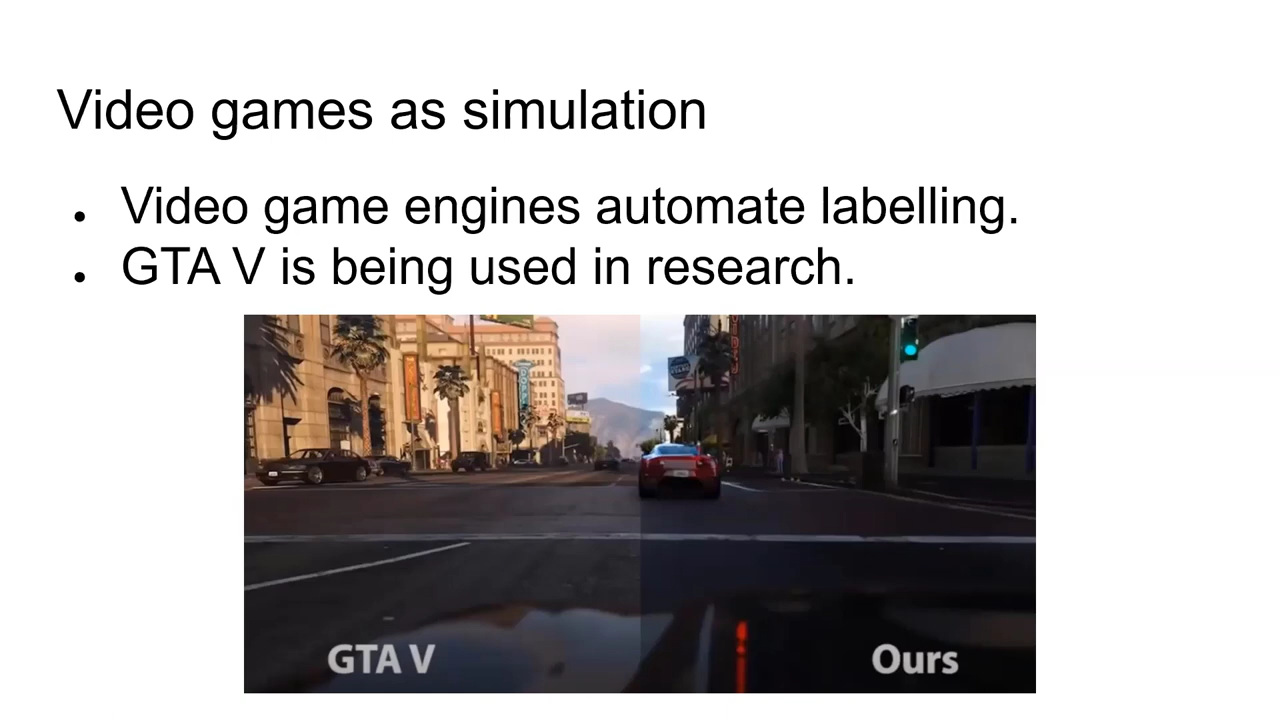 Video games as simulation
Video game engines automate labelling.
GTA V is being used in research.
GTA V
Ours